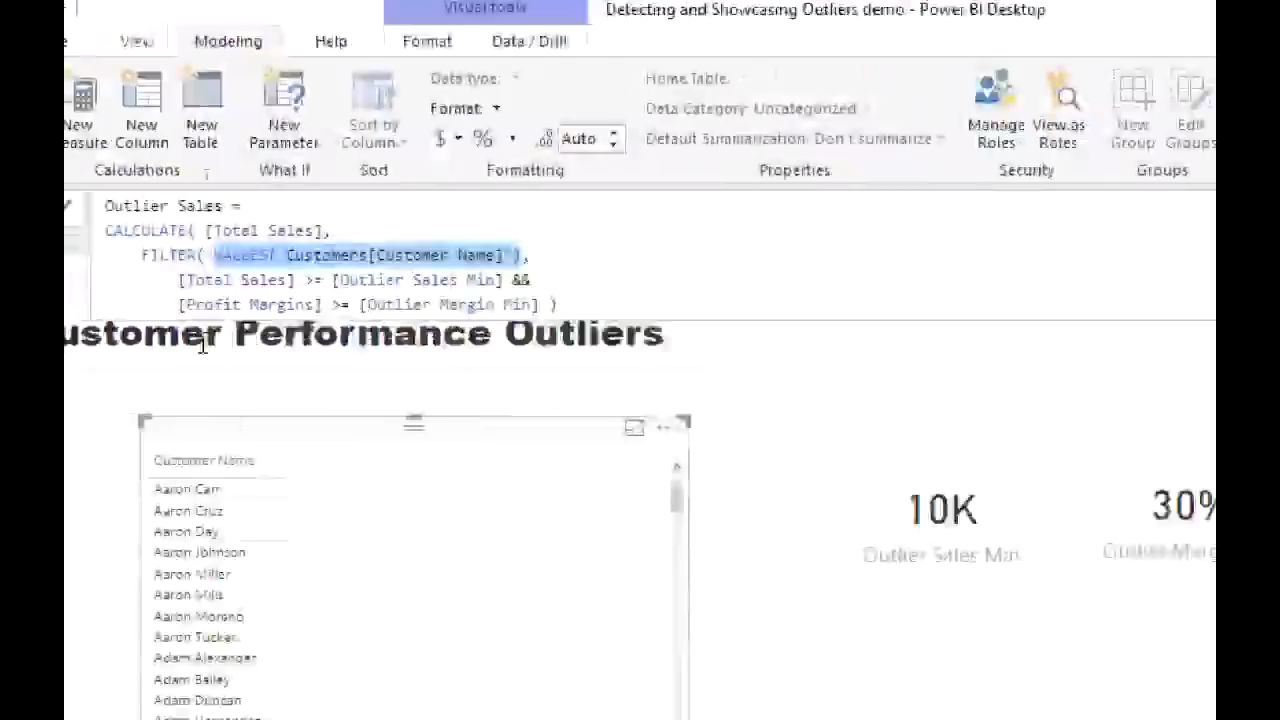 Visual tools
Detecting and Showcasing Outliers demo - Power BI Desktop
View Modeling Help Format Data / Drill
New
easure
New
Column
New
Table
New
Parameter
Sort by
Column
Data type:
Format:
$ % Auto
Home Table:
Data Category: Uncategorized
Default Summarization: Don't summarize
Manage
Roles
View as
Roles
New
Group
Edit
Groups
Calculations What If Sort Formatting Properties Security Groups
Outlier Sales =
CALCULATE( [Total Sales],
FILTER( VALUES( Customers[Customer Name] ),
[Total Sales] >= [Outlier Sales Min] &&
[Profit Margins] >= [Outlier Margin Min] )
ustomer Performance Outliers
Customer Name
Aaron Carr
Aaron Cruz
Aaron Day
Aaron Johnson
Aaron Miller
Aaron Mills
Aaron Moreno
Aaron Tucker
Adam Alexander
Adam Bailey
Adam Duncan
10K
Outlier Sales Min
30%
Outlier Marg